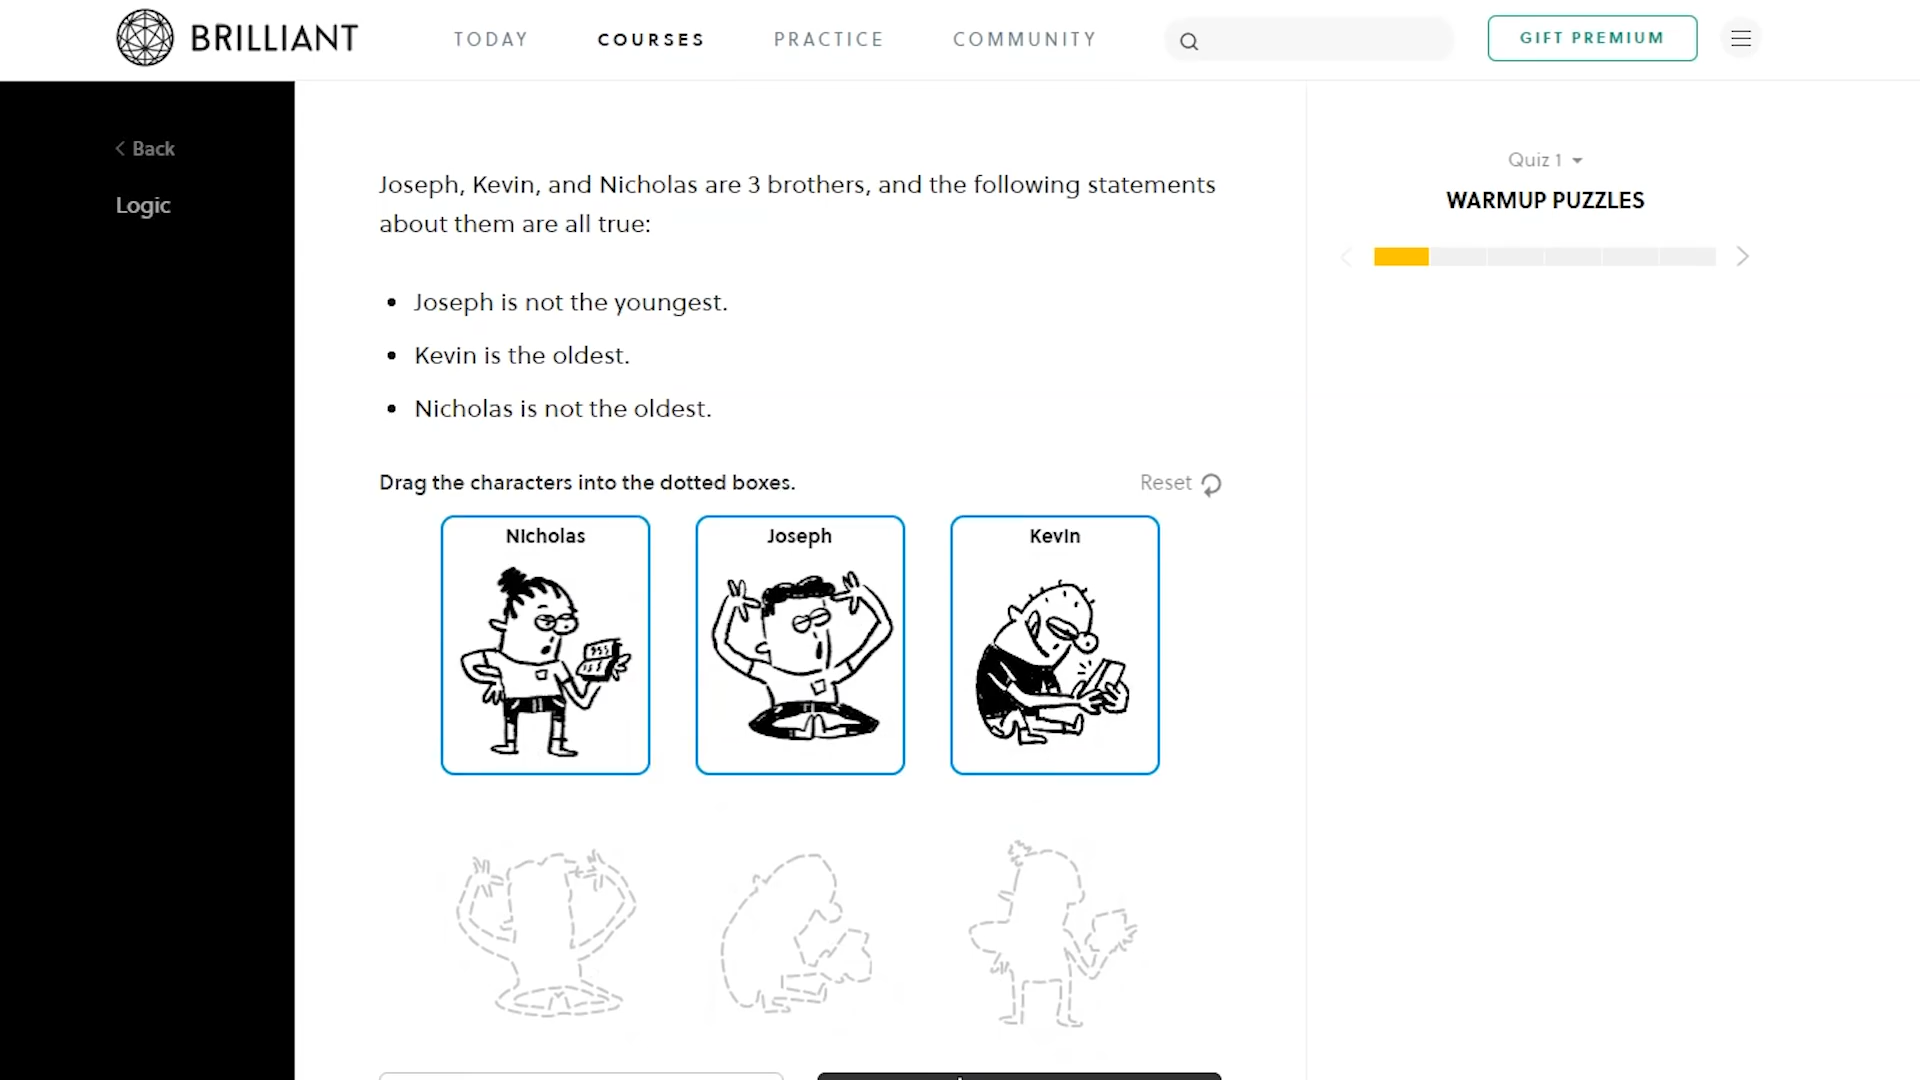 BRILLIANT
TODAY
COURSES
PRACTICE
COMMUNITY
GIFT PREMIUM
Back
Logic
Joseph, Kevin, and Nicholas are 3 brothers, and the following statements
about them are all true:
• Joseph is not the youngest.
• Kevin is the oldest.
• Nicholas is not the oldest.
Drag the characters into the dotted boxes.
Reset
Nicholas
Joseph
Kevin
Quiz 1
WARMUP PUZZLES